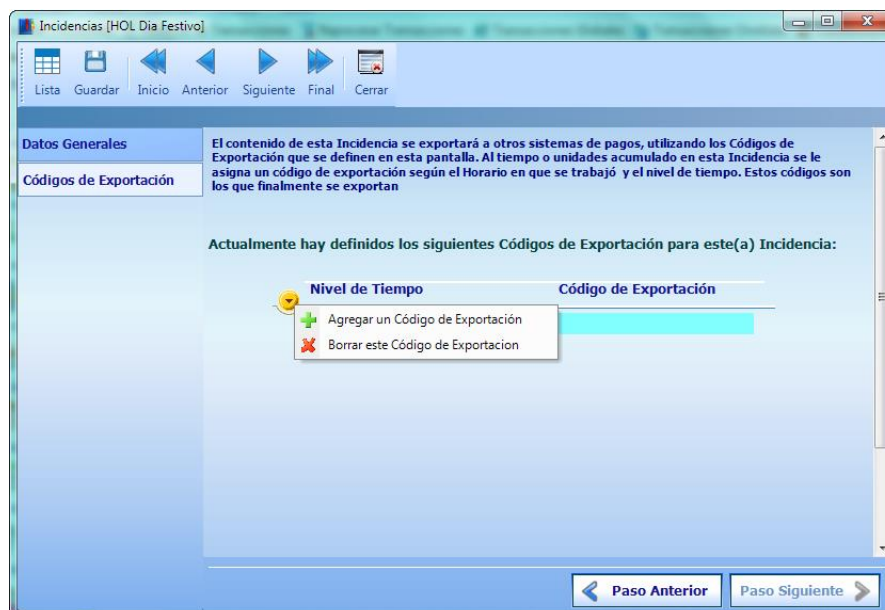 Incidencias [HOL Dia Festivo]
Lista Guardar Inicio Anterior Siguiente Final Cerrar
Datos Generales
Códigos de Exportación
El contenido de esta Incidencia se exportará a otros sistemas de pagos, utilizando los Códigos de
Exportación que se definen en esta pantalla. Al tiempo o unidades acumulado en esta Incidencia se le
asigna un código de exportación según el Horario en que se trabajó y el nivel de tiempo. Estos códigos son
los que finalmente se exportan
Actualmente hay definidos los siguientes Códigos de Exportación para este(a) Incidencia:
Nivel de Tiempo Código de Exportación
Agregar un Código de Exportación
Borrar este Código de Exportacion
Paso Anterior Paso Siguiente